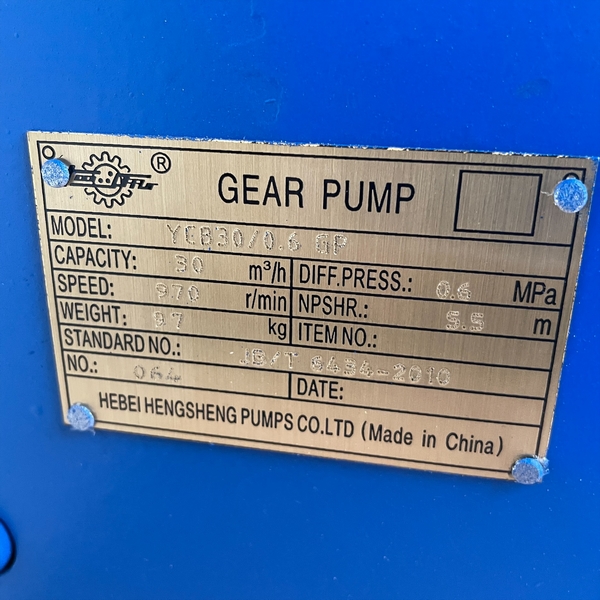 ®
GEAR PUMP
MODEL: YCB30/0.6 GP
CAPACITY: 30 m³/h DIFF.PRESS.: 0.6 MPa
SPEED: 970 r/min NPSHR.: 5.5 m
WEIGHT: 97 kg ITEM NO.:
STANDARD NO.: JB/T 6434-2010
NO.: 064 DATE:
HEBEI HENGSHENG PUMPS CO.LTD (Made in China)